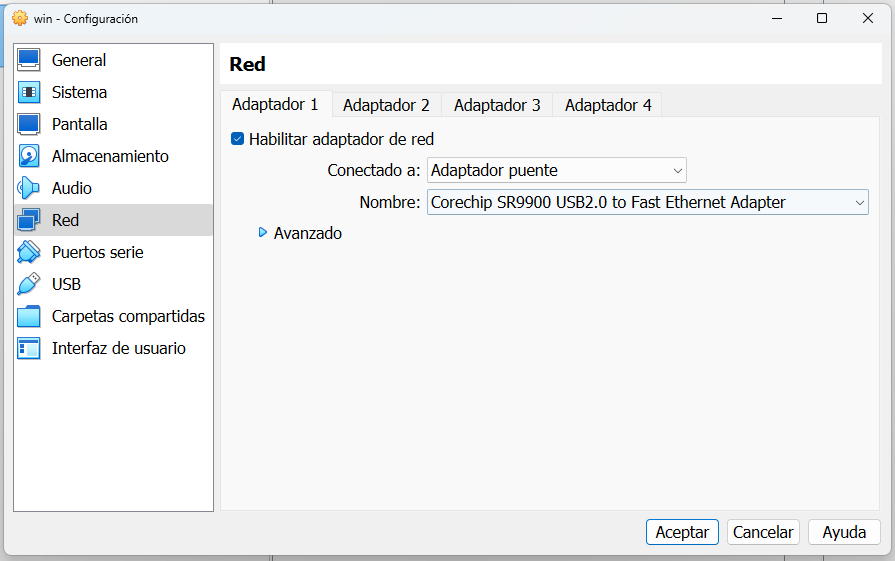 win - Configuración
General
Sistema
Pantalla
Almacenamiento
Audio
Red
Puertos serie
USB
Carpetas compartidas
Interfaz de usuario
Red
Adaptador 1 Adaptador 2 Adaptador 3 Adaptador 4
Habilitar adaptador de red
Conectado a: Adaptador puente
Nombre: Corechip SR9900 USB2.0 to Fast Ethernet Adapter
Avanzado
Aceptar Cancelar Ayuda